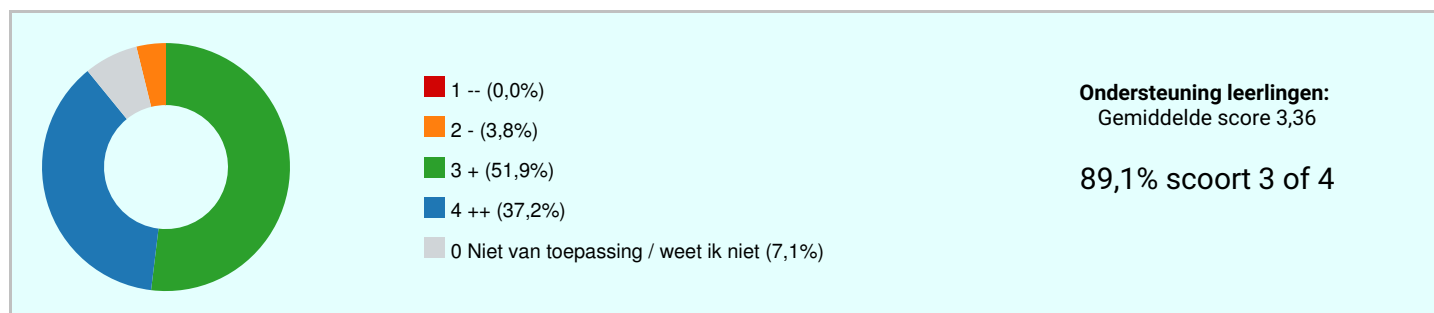 1 -- (0,0%)
2 - (3,8%)
3 + (51,9%)
4 ++ (37,2%)
0 Niet van toepassing / weet ik niet (7,1%)
Ondersteuning leerlingen:
Gemiddelde score 3,36
89,1% scoort 3 of 4